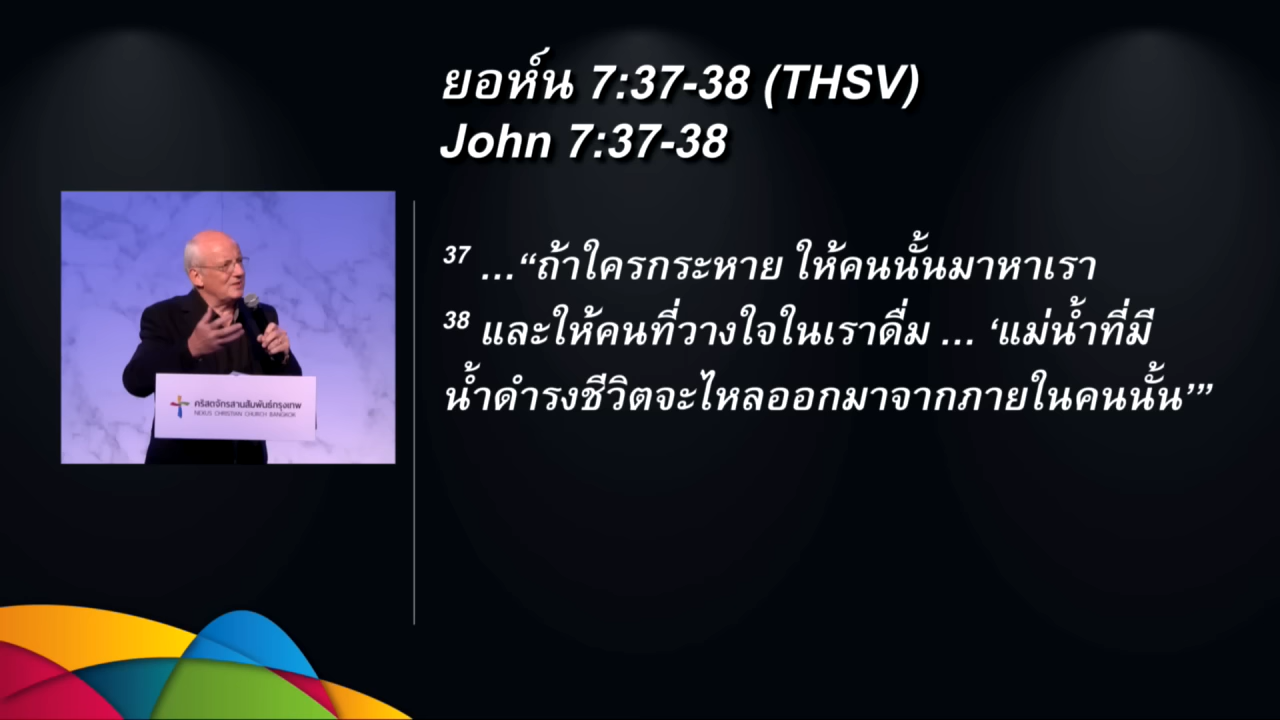 ยอห์น 7:37-38 (THSV)
John 7:37-38
37 ...“ถ้าใครกระหาย ให้คนนั้นมาหาเรา
38 และให้คนที่วางใจในเราดื่ม ... ‘แม่น้ำที่มี
น้ำดำรงชีวิตจะไหลออกมาจากภายในคนนั้น’”
คริสตจักรสานสัมพันธ์กรุงเทพ
NEXUS CHRISTIAN CHURCH BANGKOK